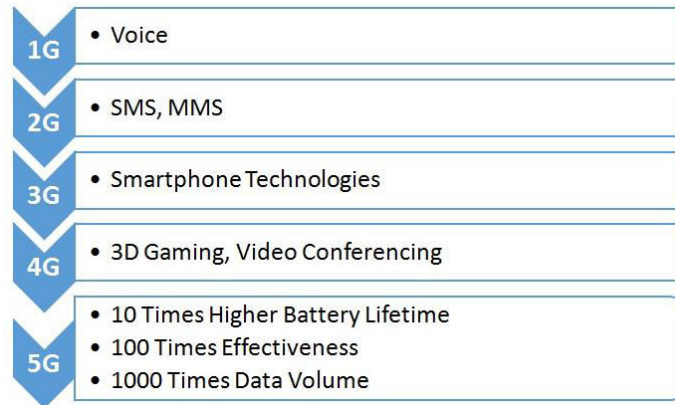 1G
• Voice
2G
• SMS, MMS
3G
• Smartphone Technologies
4G
• 3D Gaming, Video Conferencing
5G
• 10 Times Higher Battery Lifetime
• 100 Times Effectiveness
• 1000 Times Data Volume